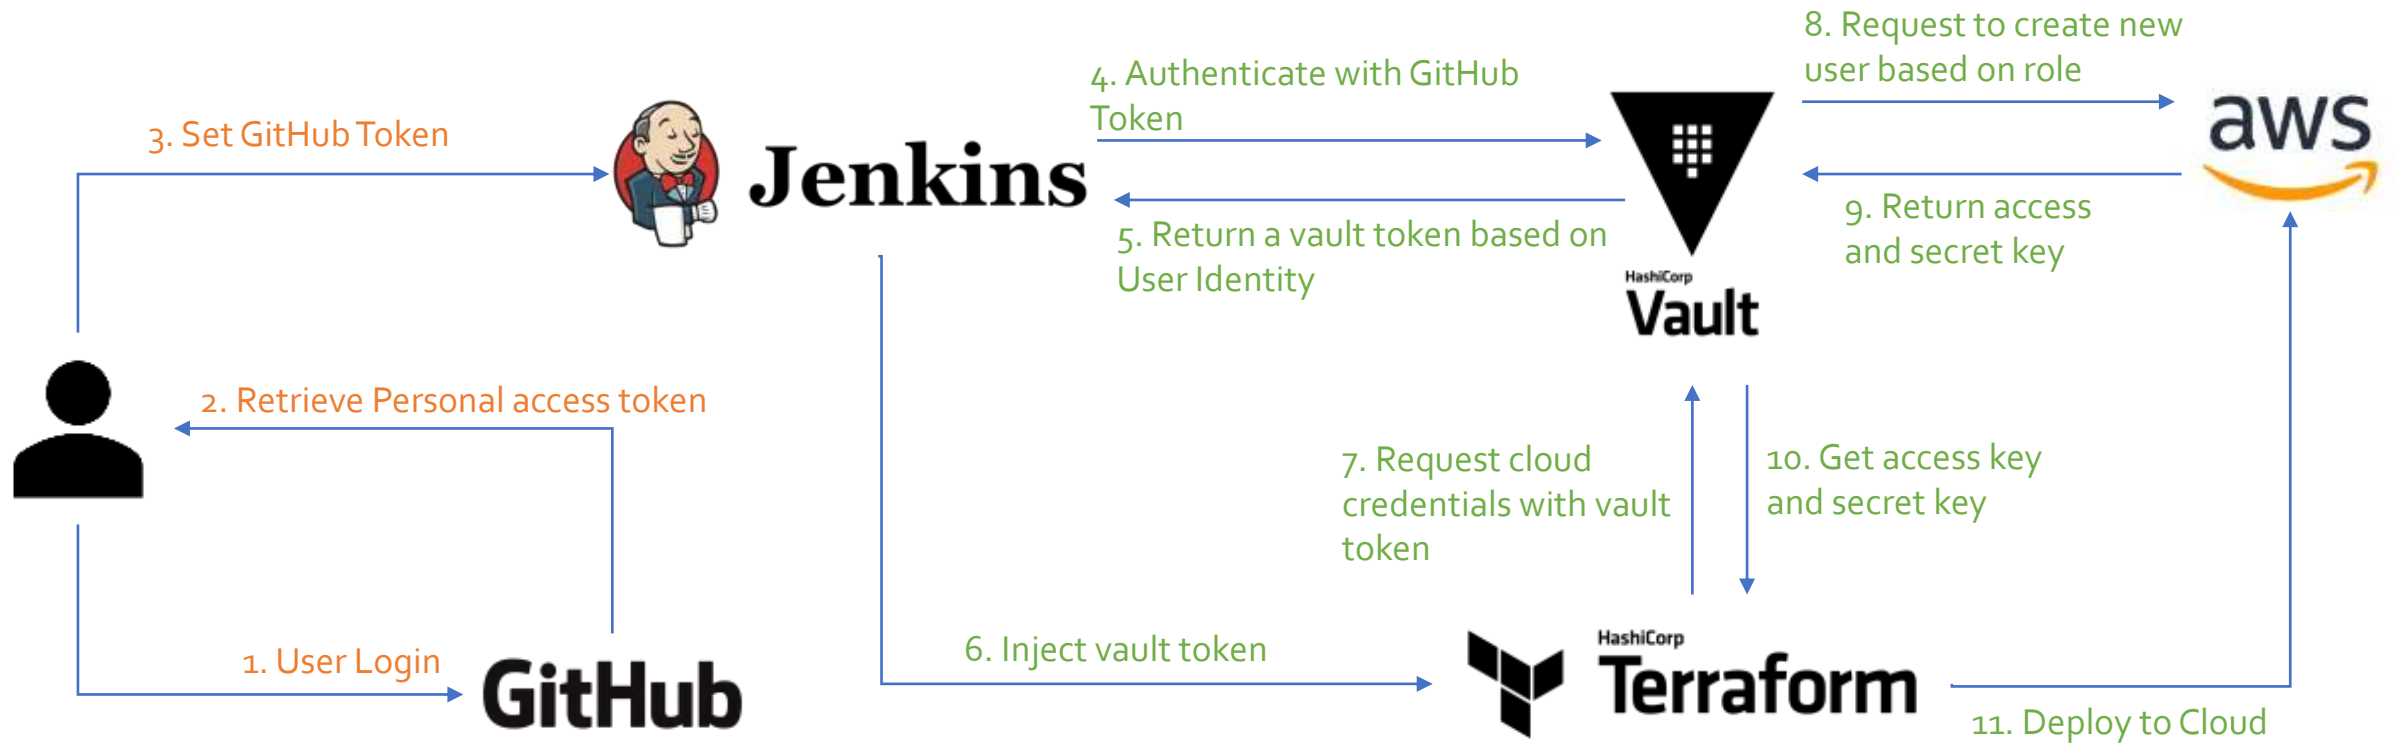 8. Request to create new
user based on role
4. Authenticate with GitHub
Token
3. Set GitHub Token
Jenkins
aws
5. Return a vault token based on
User Identity
9. Return access
and secret key
HashiCorp
Vault
2. Retrieve Personal access token
7. Request cloud
credentials with vault
token
10. Get access key
and secret key
1. User Login
GitHub
6. Inject vault token
HashiCorp
Terraform
11. Deploy to Cloud